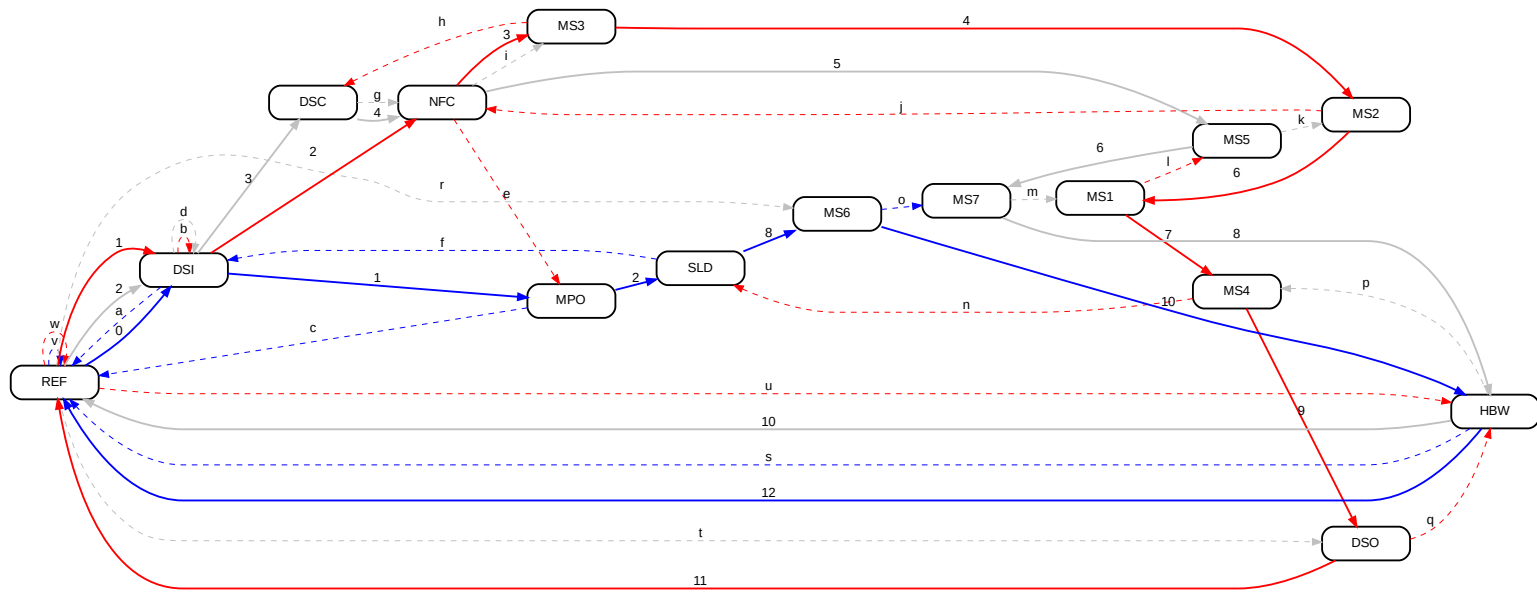 h
3
MS3
4
i
5
DSC
g
4
NFC
j
MS2
k
MS5
2
6
l
3
r
e
6
d
b
MS6
o
MS7
m
MS1
1
f
8
7
8
DSI
SLD
2
a
0
1
2
MPO
MS4
p
w
v
c
n
10
REF
u
9
HBW
10
s
12
t
q
DSO
11